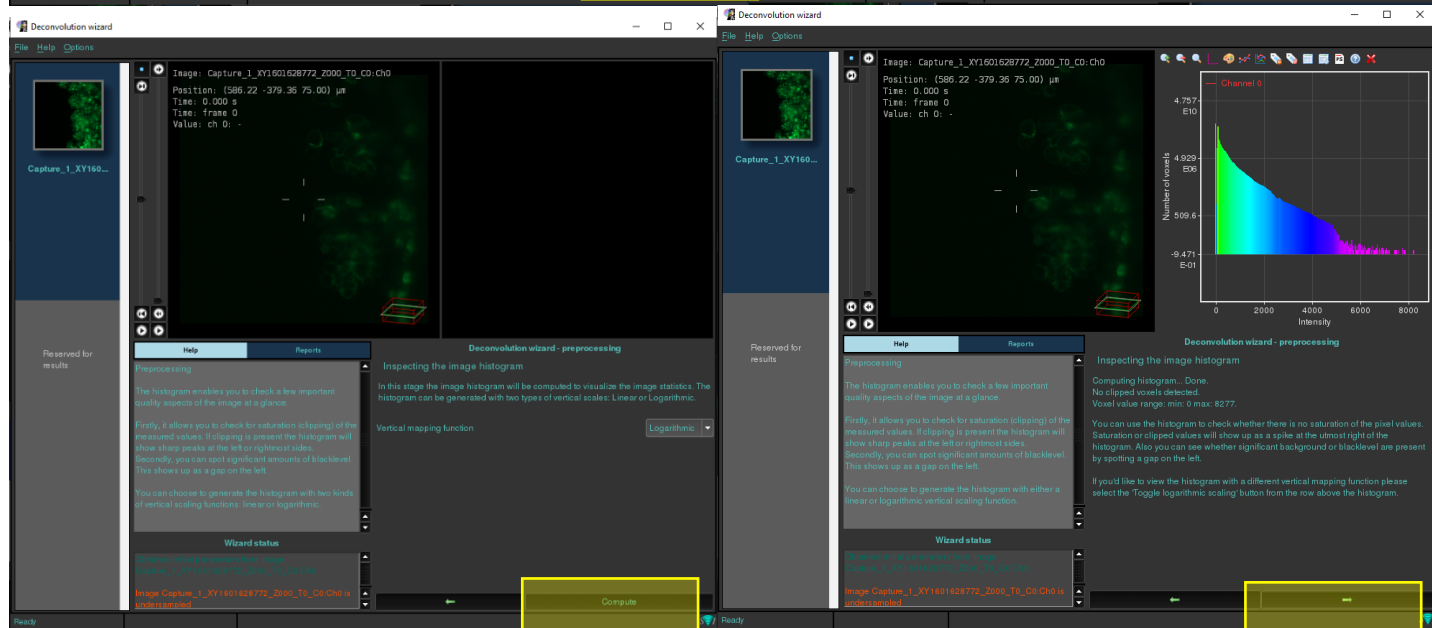 Deconvolution wizard
File Help Options
Image: Capture_1_XY1601628772_Z000_T0_C0:Ch0
Position: (586.22 -379.36 75.00) µm
Time: 0.000 s
Time: frame 0
Value: ch 0: -
Capture_1_XY160...
Reserved for
results
Help
Reports
Preprocessing
The histogram enables you to check a few important
quality aspects of the image at a glance.
Firstly, it allows you to check for saturation (clipping) of the
measured values. If clipping is present the histogram will
show sharp peaks at the left or rightmost sides.
Secondly, you can spot significant amounts of blacklevel.
This shows up as a gap on the left.
You can choose to generate the histogram with two kinds
of vertical scaling functions: linear or logarithmic.
Wizard status
Image Capture_1_XY1601628772_Z000_T0_C0:Ch0 is
undersampled
Deconvolution wizard - preprocessing
Inspecting the image histogram
In this stage the image histogram will be computed to visualize the image statistics. The
histogram can be generated with two types of vertical scales: Linear or Logarithmic.
Vertical mapping function
Logarithmic
Compute
Ready
Deconvolution wizard
File Help Options
Image: Capture_1_XY1601628772_Z000_T0_C0:Ch0
Position: (586.22 -379.36 75.00) µm
Time: 0.000 s
Time: frame 0
Value: ch 0: -
Capture_1_XY160...
Reserved for
results
PS
Channel 0
4.757
E10
4.929
E06
509.6
-9.471
E-01
Number of voxels
0 2000 4000 6000 8000
Intensity
Help
Reports
Preprocessing
The histogram enables you to check a few important
quality aspects of the image at a glance.
Firstly, it allows you to check for saturation (clipping) of the
measured values. If clipping is present the histogram will
show sharp peaks at the left or rightmost sides.
Secondly, you can spot significant amounts of blacklevel.
This shows up as a gap on the left.
You can choose to generate the histogram with either a
linear or logarithmic vertical scaling function.
Wizard status
Image Capture_1_XY1601628772_Z000_T0_C0:Ch0 is
undersampled
Deconvolution wizard - preprocessing
Inspecting the image histogram
Computing histogram... Done.
No clipped voxels detected.
Voxel value range: min: 0 max: 8277.
You can use the histogram to check whether there is no saturation of the pixel values.
Saturation or clipped values will show up as a spike at the utmost right of the
histogram. Also you can see whether significant background or blacklevel are present
by spotting a gap on the left.
If you'd like to view the histogram with a different vertical mapping function please
select the 'Toggle logarithmic scaling' button from the row above the histogram.
Ready